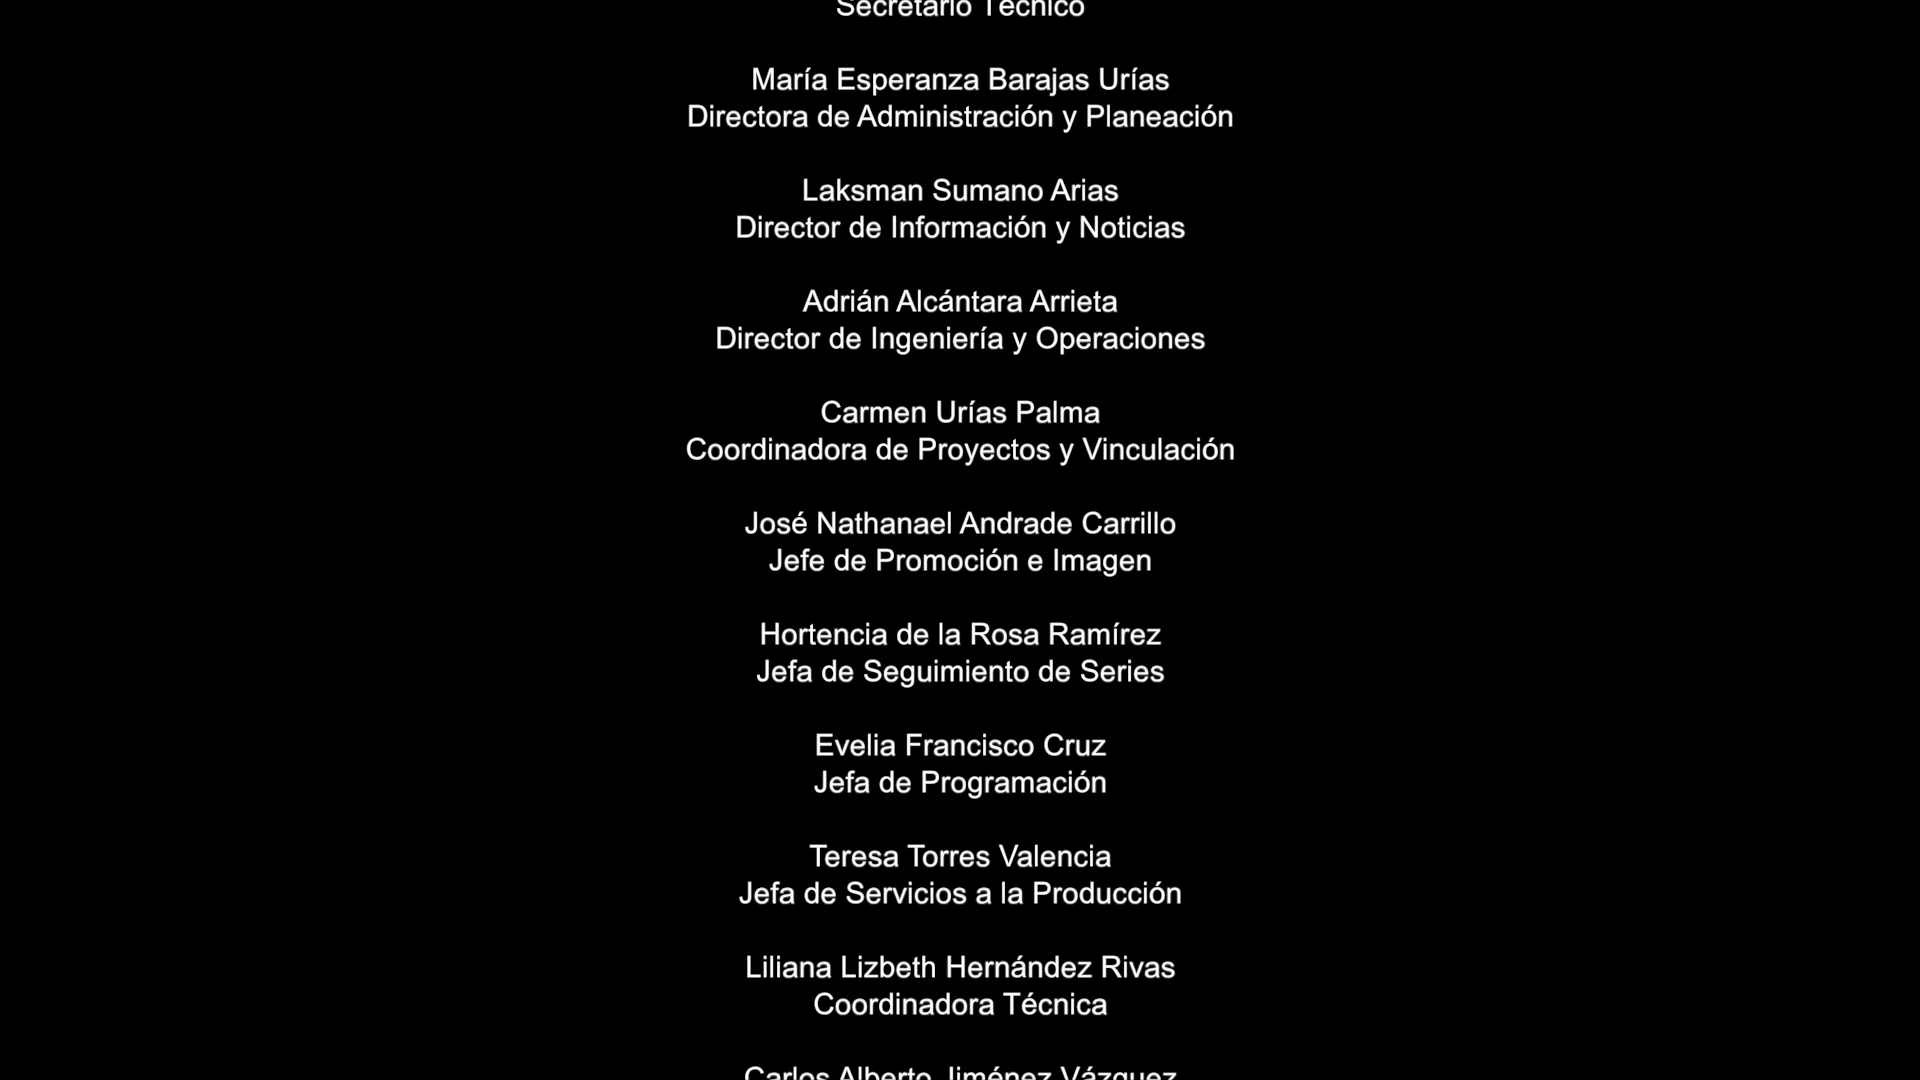 Secretario Técnico
María Esperanza Barajas Urías
Directora de Administración y Planeación
Laksman Sumano Arias
Director de Información y Noticias
Adrián Alcántara Arrieta
Director de Ingeniería y Operaciones
Carmen Urías Palma
Coordinadora de Proyectos y Vinculación
José Nathanael Andrade Carrillo
Jefe de Promoción e Imagen
Hortencia de la Rosa Ramírez
Jefa de Seguimiento de Series
Evelia Francisco Cruz
Jefa de Programación
Teresa Torres Valencia
Jefa de Servicios a la Producción
Liliana Lizbeth Hernández Rivas
Coordinadora Técnica
Carlos Alberto Jiménez Vázquez